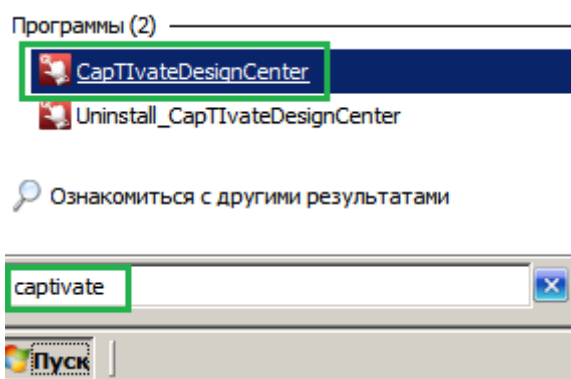 Программы (2)
CapTIvateDesignCenter
Uninstall_CapTIvateDesignCenter
Ознакомиться с другими результатами
captivate
Пуск